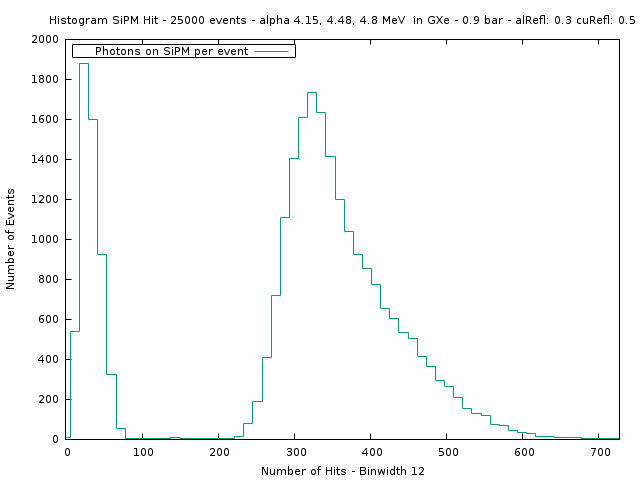 Histogram SiPM Hit - 25000 events - alpha 4.15, 4.48, 4.8 MeV  in GXe - 0.9 bar - alRefl: 0.3 cuRefl: 0.5
Photons on SiPM per event
2000
1800
1600
1400
1200
1000
800
600
400
200
0
Number of Events
0 100 200 300 400 500 600 700
Number of Hits - Binwidth 12